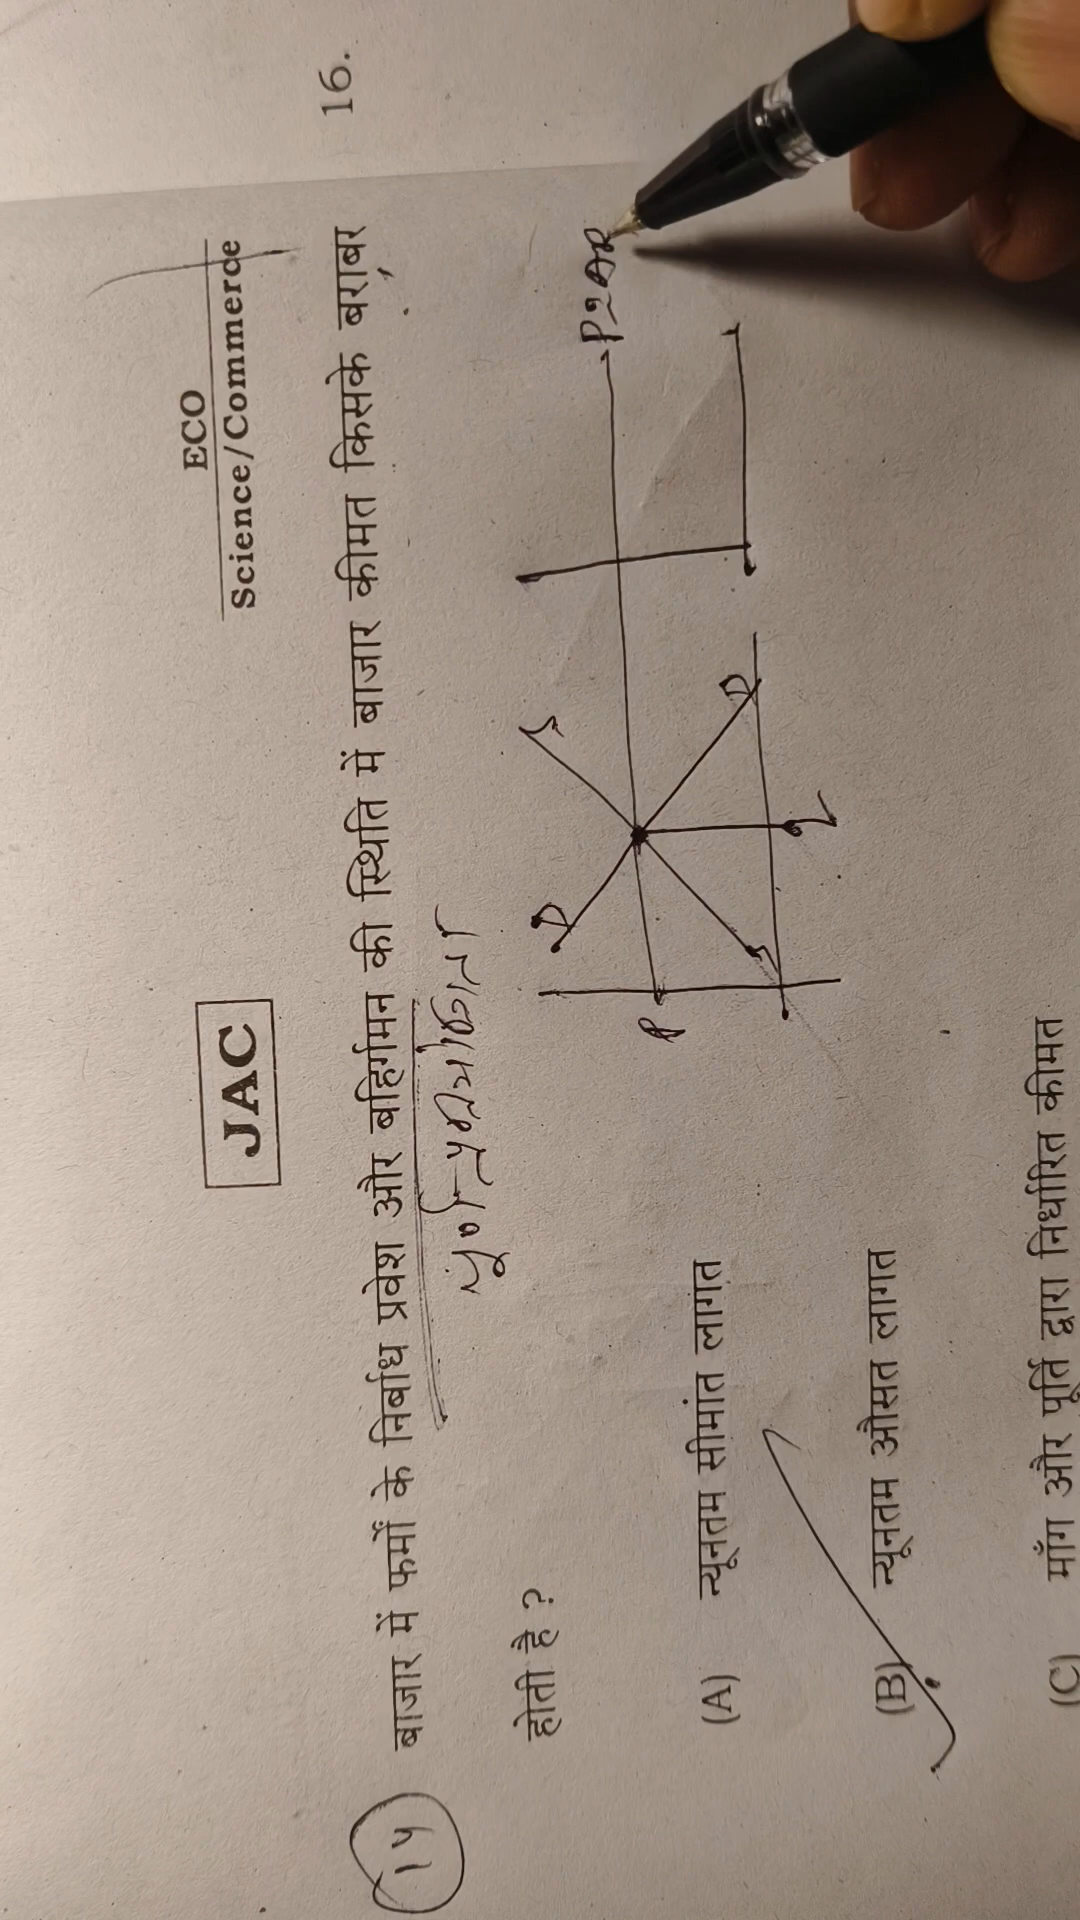 JAC
ECO
Science/Commerce
16.
14 बाजार में फर्मों के निर्बाध प्रवेश और बहिर्गमन की स्थिति में बाजार कीमत किसके बराबर
होती है ?
पूर्ण प्रतियोगिता
D
S
P
S
D
L
P = AR
(A) न्यूनतम सीमांत लागत
(B) न्यूनतम औसत लागत
(C) माँग और पूर्ति द्वारा निर्धारित कीमत